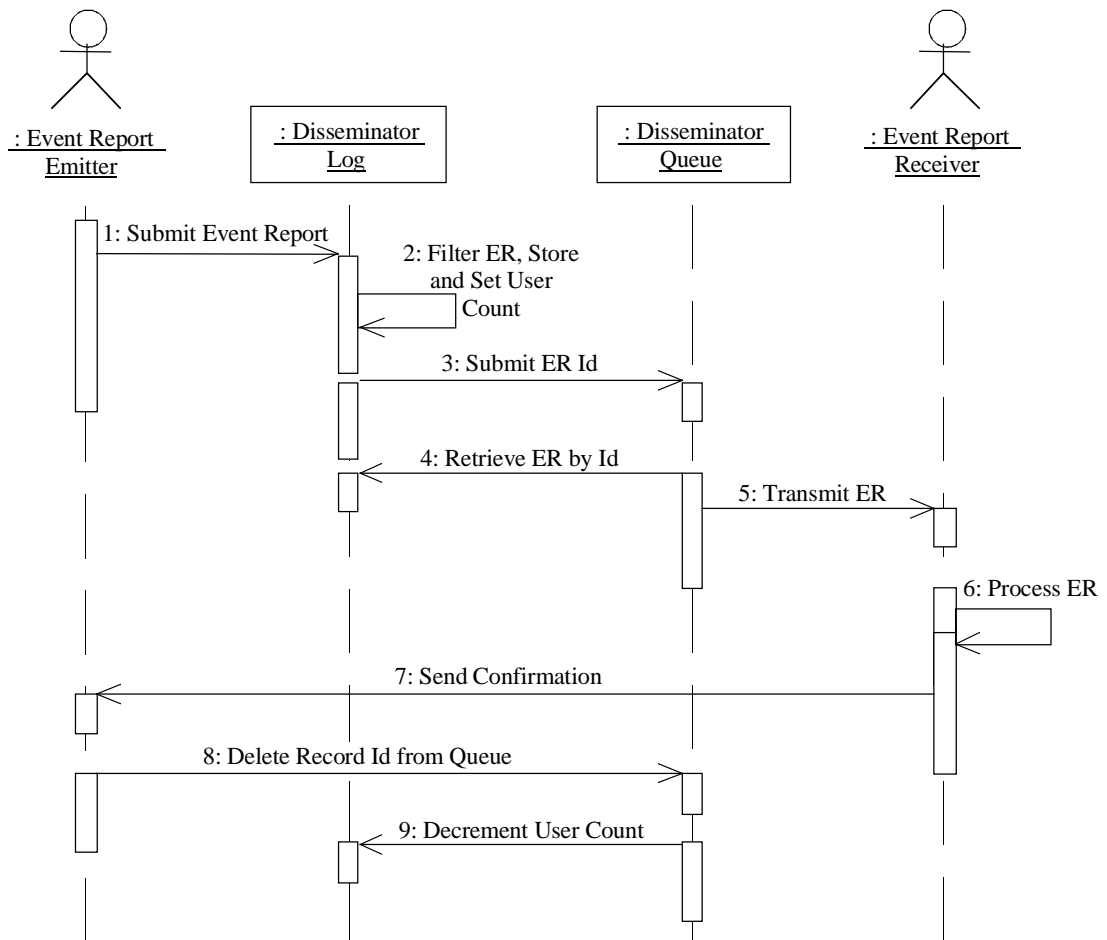 : Event Report
Emitter
: Disseminator
Log
: Disseminator
Queue
: Event Report
Receiver
1: Submit Event Report
2: Filter ER, Store
and Set User
Count
3: Submit ER Id
4: Retrieve ER by Id
5: Transmit ER
6: Process ER
7: Send Confirmation
8: Delete Record Id from Queue
9: Decrement User Count